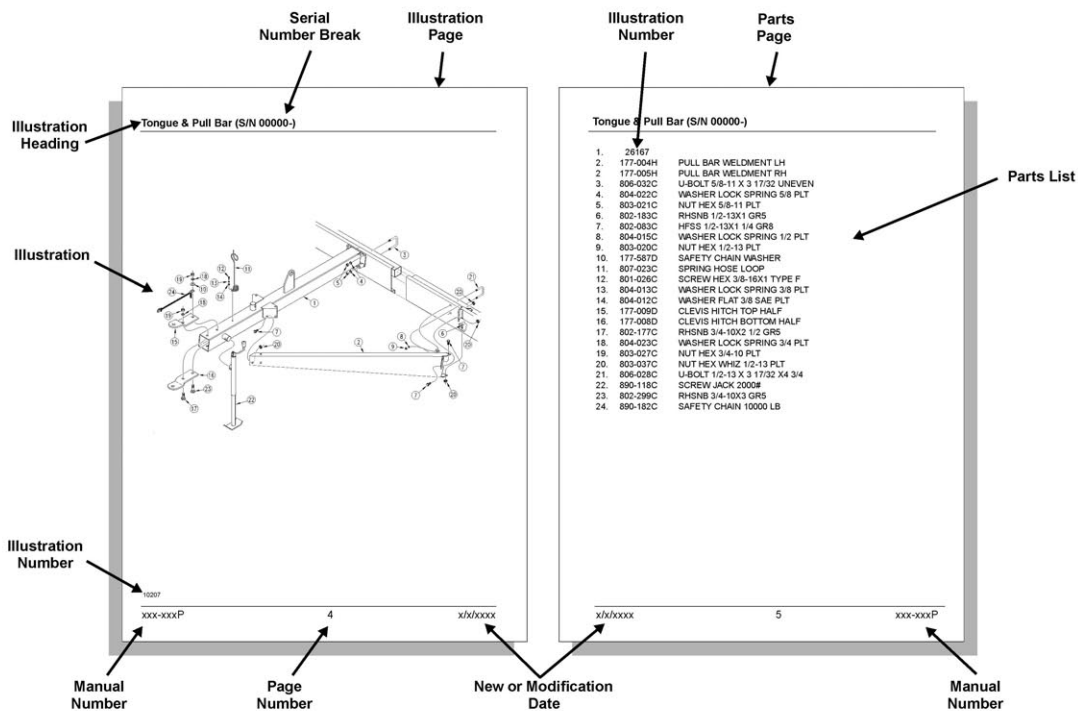 Serial
Number Break
Illustration
Page
Illustration
Number
Parts
Page
Illustration
Heading
Tongue & Pull Bar (S/N 00000-)
Illustration
Illustration
Number
10207
xxx-xxxP 4 x/x/xxxx
Manual
Number
Page
Number
New or Modification
Date
Tongue & Pull Bar (S/N 00000-)
1. 26167
2. 177-004H PULL BAR WELDMENT LH
2 177-005H PULL BAR WELDMENT RH
3. 806-032C U-BOLT 5/8-11 X 3 17/32 UNEVEN
4. 804-022C WASHER LOCK SPRING 5/8 PLT
5. 803-021C NUT HEX 5/8-11 PLT
6. 802-183C RHSNB 1/2-13X1 GR5
7. 802-083C HFSS 1/2-13X1 1/4 GR8
8. 804-015C WASHER LOCK SPRING 1/2 PLT
9. 803-020C NUT HEX 1/2-13 PLT
10. 177-587D SAFETY CHAIN WASHER
11. 807-023C SPRING HOSE LOOP
12. 801-026C SCREW HEX 3/8-16X1 TYPE F
13. 804-013C WASHER LOCK SPRING 3/8 PLT
14. 804-012C WASHER FLAT 3/8 SAE PLT
15. 177-009D CLEVIS HITCH TOP HALF
16. 177-008D CLEVIS HITCH BOTTOM HALF
17. 802-177C RHSNB 3/4-10X2 1/2 GR5
18. 804-023C WASHER LOCK SPRING 3/4 PLT
19. 803-027C NUT HEX 3/4-10 PLT
20. 803-037C NUT HEX WHIZ 1/2-13 PLT
21. 806-028C U-BOLT 1/2-13 X 3 17/32 X4 3/4
22. 890-118C SCREW JACK 2000#
23. 802-299C RHSNB 3/4-10X3 GR5
24. 890-182C SAFETY CHAIN 10000 LB
Parts List
x/x/xxxx 5 xxx-xxxP
Manual
Number